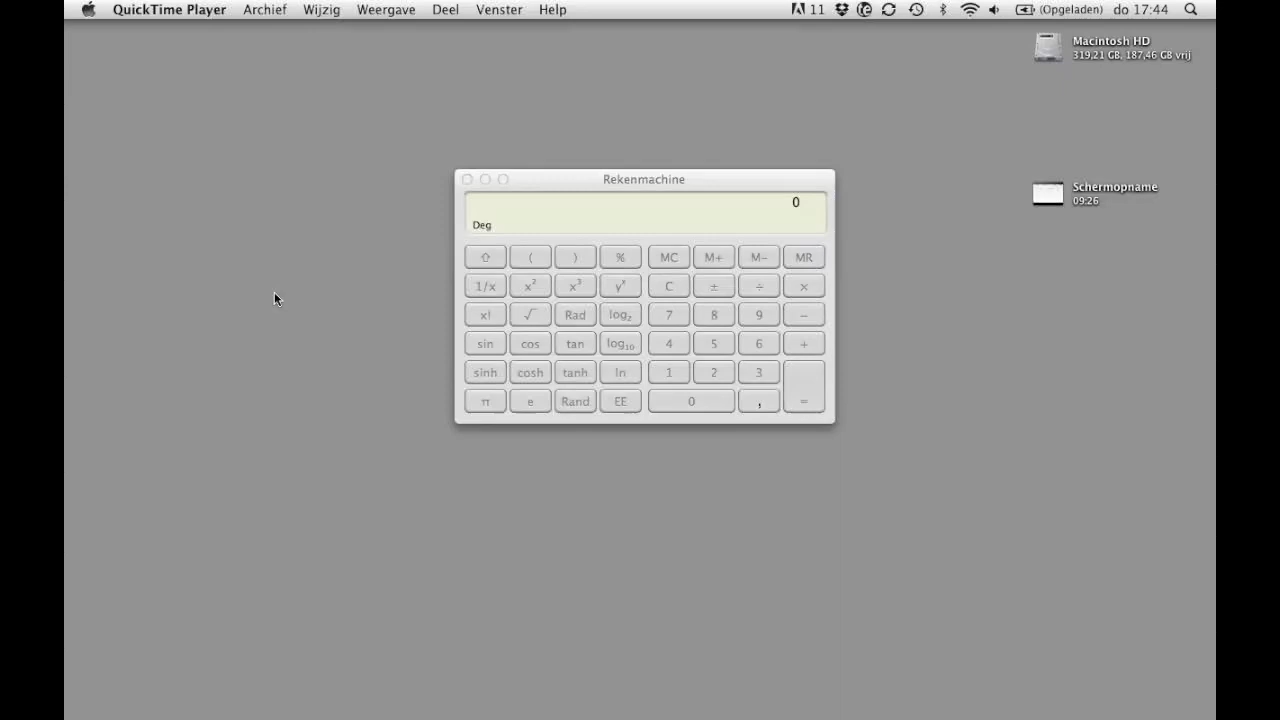 QuickTime Player Archief Wijzig Weergave Deel Venster Help 11 (Opgeladen) do 17:44
Macintosh HD
319,21 GB, 187,46 GB vrij
Rekenmachine
Schermopname
09:26
0
Deg
( ) % MC M+ M- MR
1/x x² x³ yˣ C ± ÷ ×
x! √ Rad log₂ 7 8 9 −
sin cos tan log₁₀ 4 5 6 +
sinh cosh tanh ln 1 2 3
π e Rand EE 0 , =